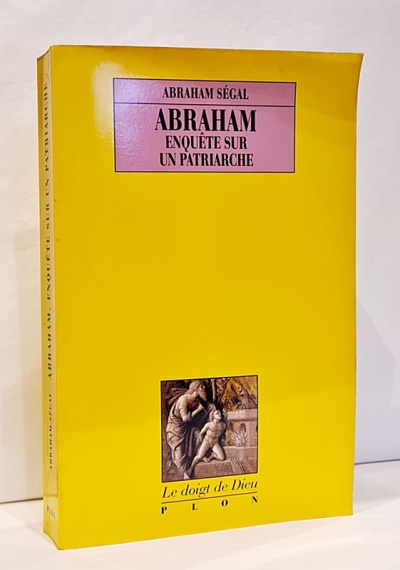 ABRAHAM SÉGAL
ABRAHAM
ENQUÊTE SUR
UN PATRIARCHE
Le doigt de Dieu
PLON
ABRAHAM SÉGAL ABRAHAM, ENQUÊTE SUR UN PATRIARCHE
PLON